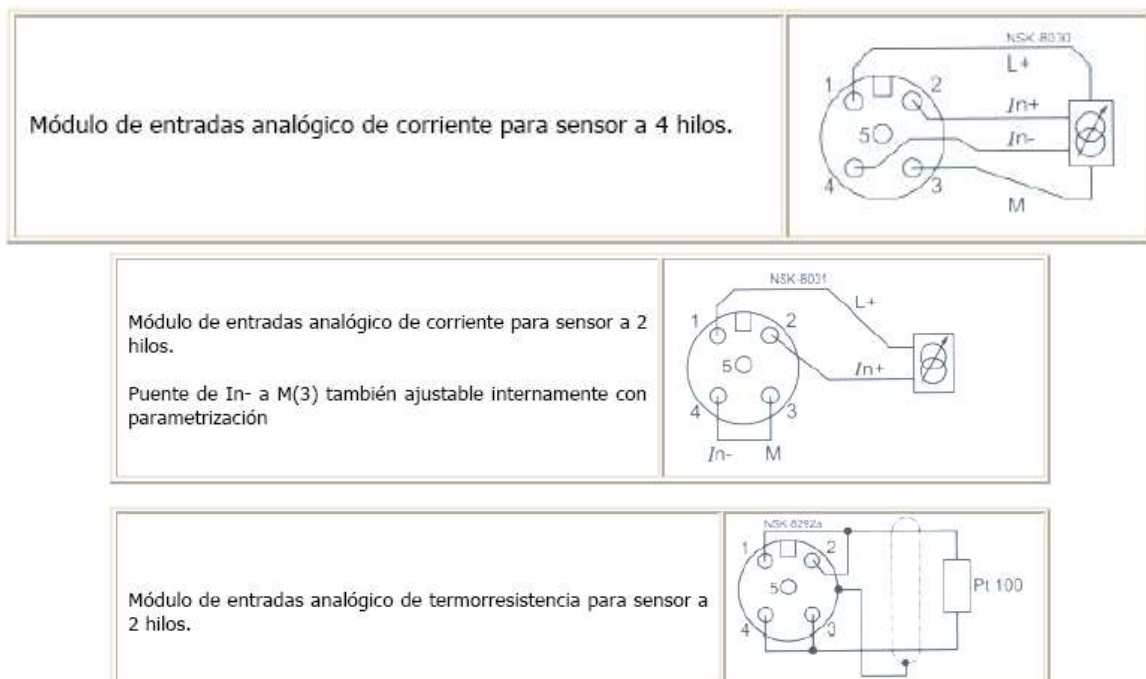 Módulo de entradas analógico de corriente para sensor a 4 hilos.
NSK-8030
L+
1
2
In+
5
In-
4
3
M
Módulo de entradas analógico de corriente para sensor a 2
hilos.
Puente de In- a M(3) también ajustable internamente con
parametrización
NSK-8031
L+
1
2
5
In+
4
3
In- M
Módulo de entradas analógico de termorresistencia para sensor a
2 hilos.
NSK-8292a
1
2
5
Pt 100
4
3